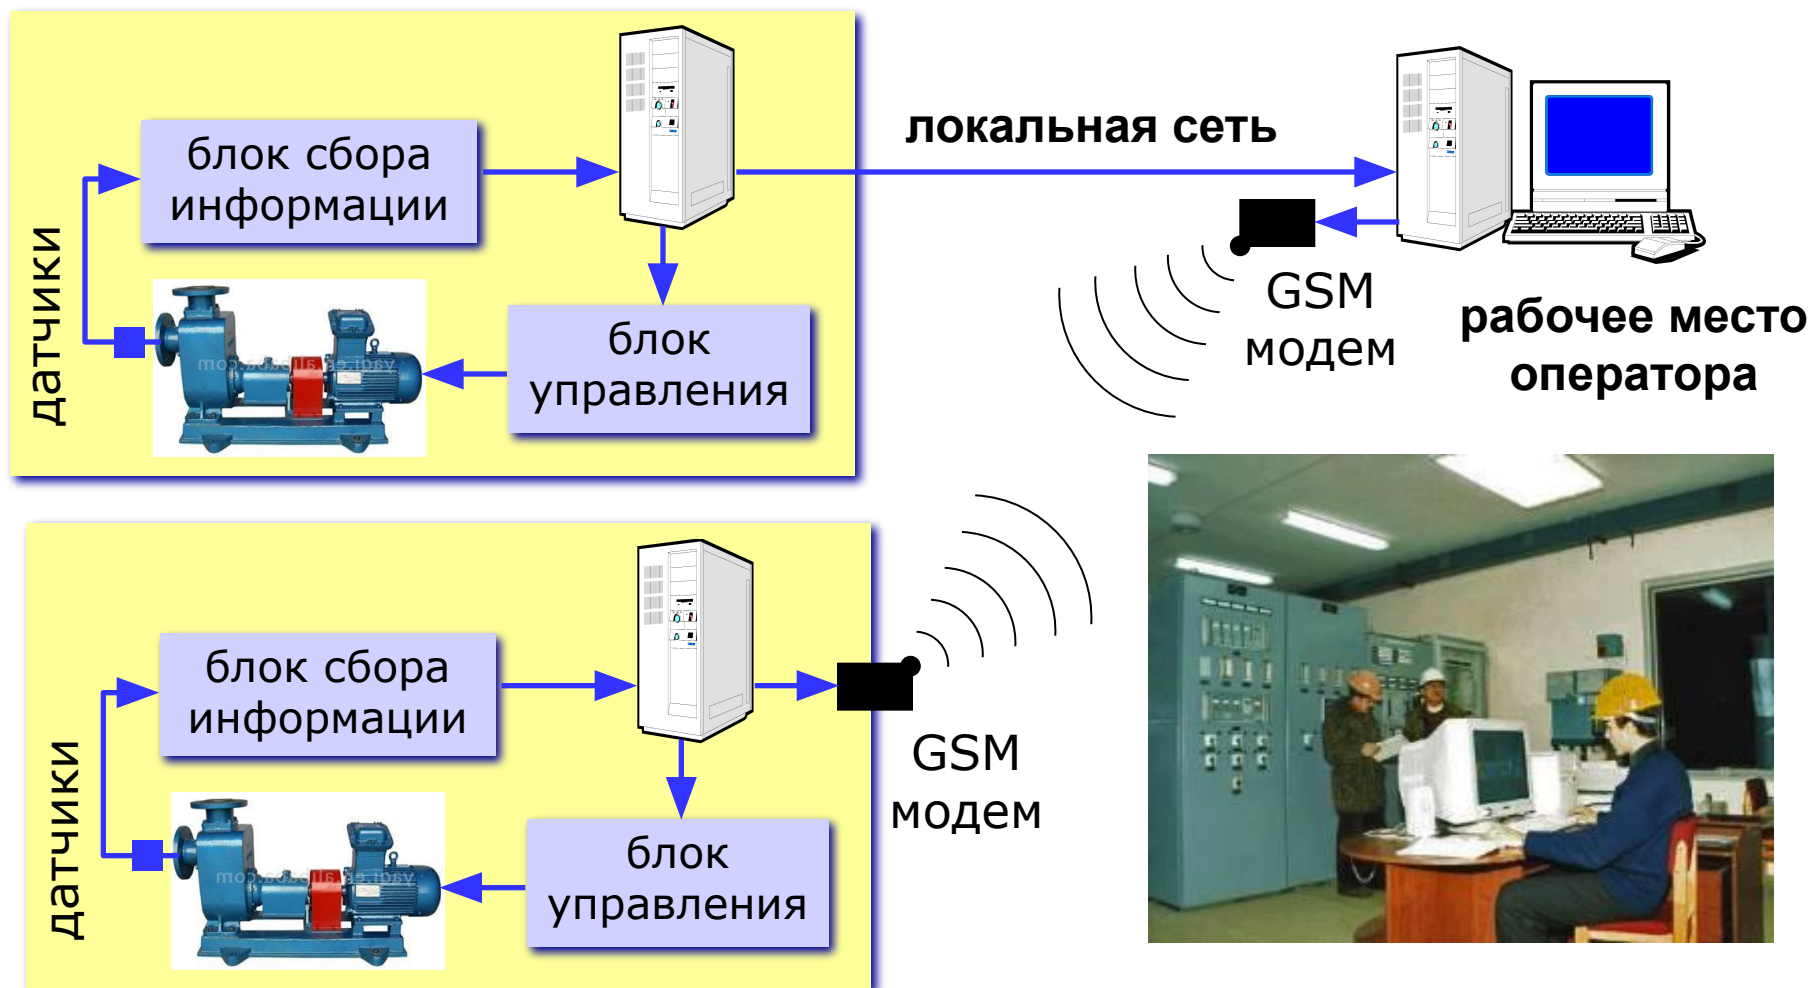 блок сбора
информации
датчики
блок
управления
локальная сеть
GSM
модем
рабочее место
оператора
блок сбора
информации
датчики
блок
управления
GSM
модем